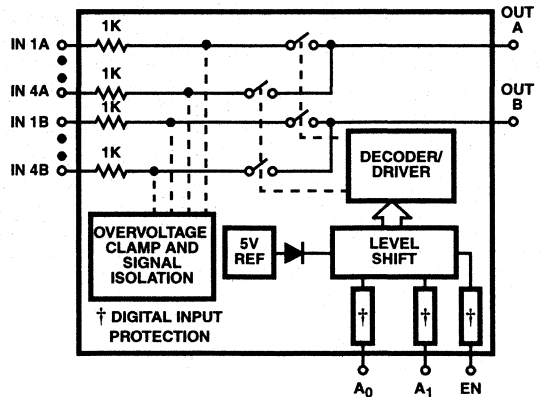 OUT
A
1K
IN 1A
1K
IN 4A
OUT
B
1K
IN 1B
1K
IN 4B
DECODER/
DRIVER
OVERVOLTAGE
CLAMP AND
SIGNAL
ISOLATION
5V
REF
LEVEL
SHIFT
† DIGITAL INPUT
PROTECTION
†
†
†
A0
A1
EN